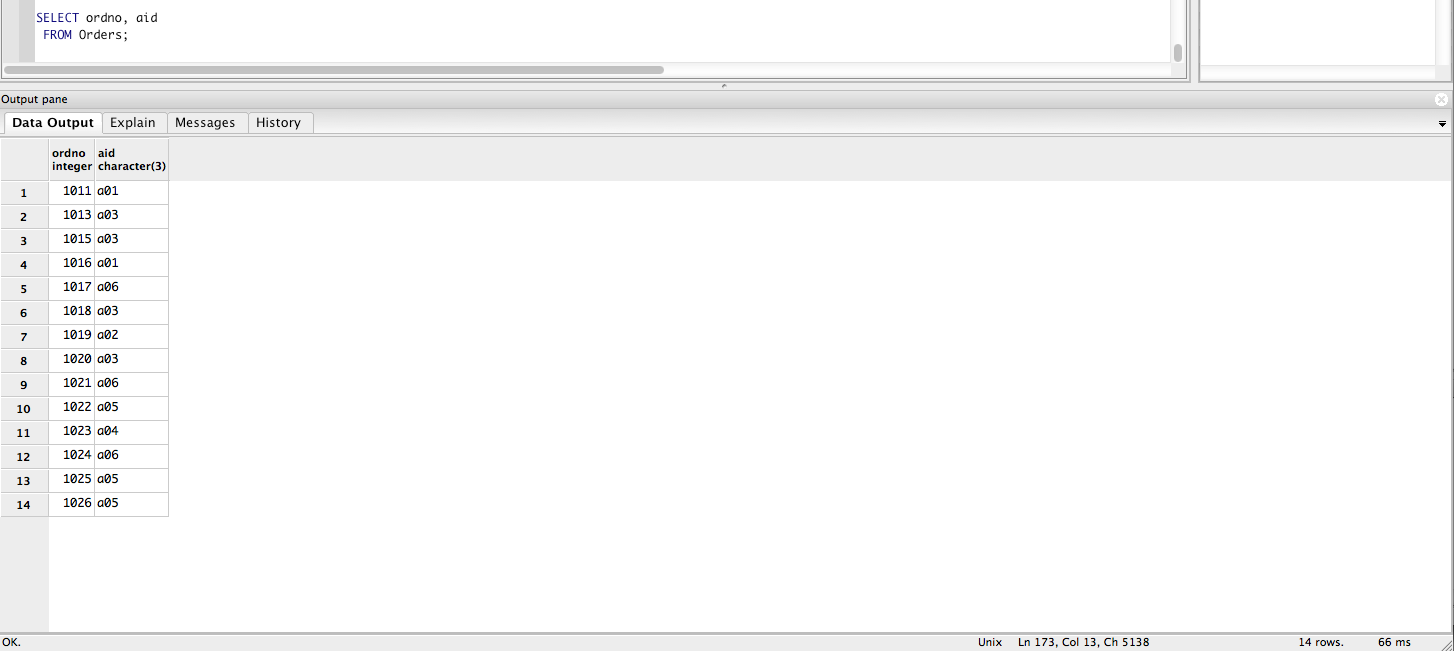 SELECT ordno, aid
FROM Orders;
Output pane
Data Output Explain Messages History
ordno aid
integer character(3)
1 1011 a01
2 1013 a03
3 1015 a03
4 1016 a01
5 1017 a06
6 1018 a03
7 1019 a02
8 1020 a03
9 1021 a06
10 1022 a05
11 1023 a04
12 1024 a06
13 1025 a05
14 1026 a05
OK. Unix Ln 173, Col 13, Ch 5138 14 rows. 66 ms